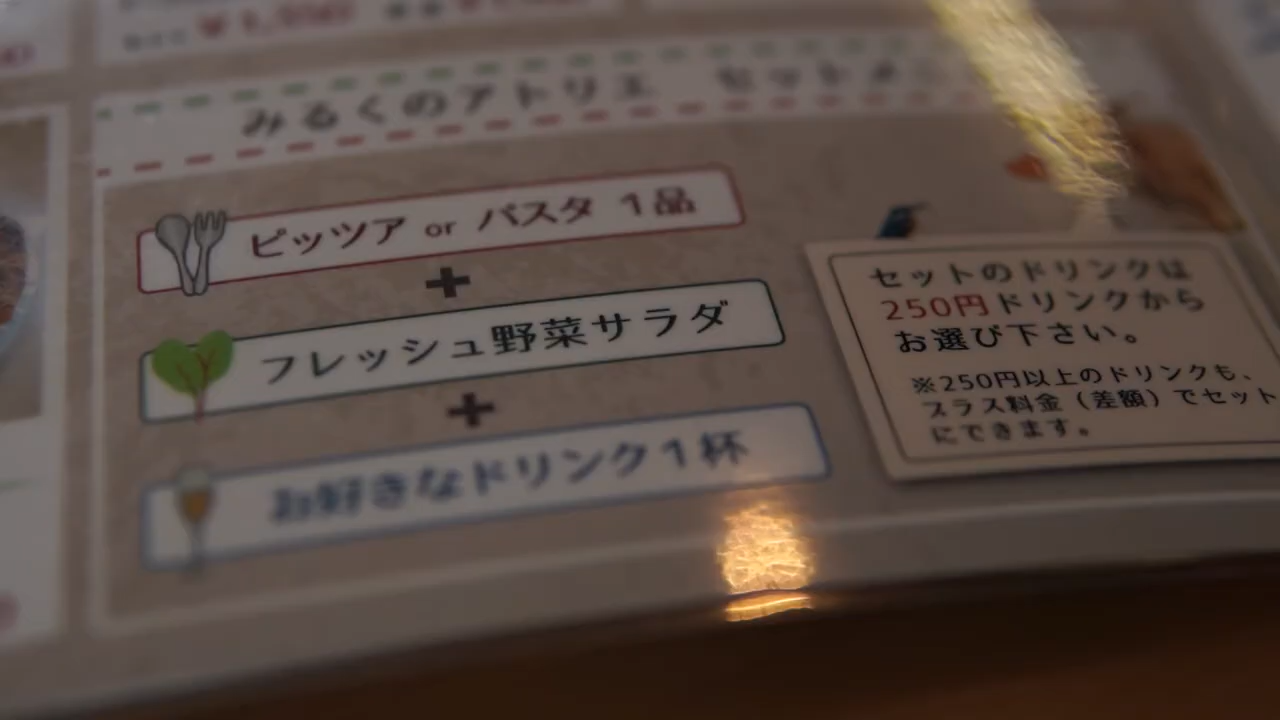 みるくのアトリエ セットメ
ピッツア or パスタ 1品
+
フレッシュ野菜サラダ
+
お好きなドリンク1杯
セットのドリンクは
250円ドリンクから
お選び下さい。
※250円以上のドリンクも、
プラス料金（差額）でセット
にできます。